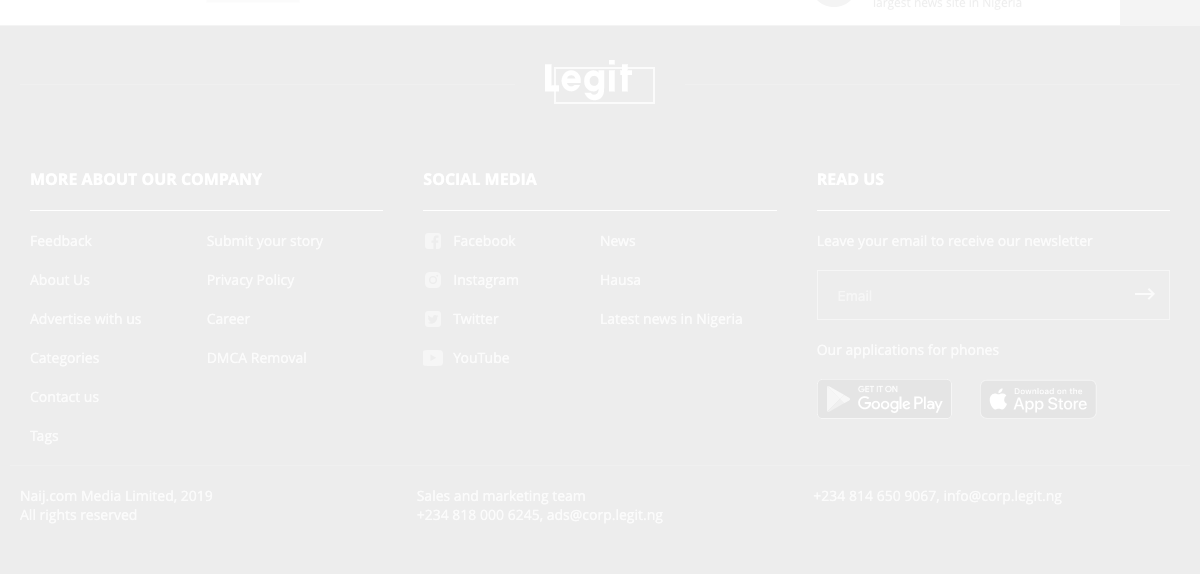 largest news site in Nigeria
Legit
MORE ABOUT OUR COMPANY
Feedback
About Us
Advertise with us
Categories
Contact us
Tags
Submit your story
Privacy Policy
Career
DMCA Removal
SOCIAL MEDIA
Facebook
Instagram
Twitter
YouTube
News
Hausa
Latest news in Nigeria
READ US
Leave your email to receive our newsletter
Email
Our applications for phones
GET IT ON
Google Play
Download on the
App Store
Naij.com Media Limited, 2019
All rights reserved
Sales and marketing team
+234 818 000 6245, ads@corp.legit.ng
+234 814 650 9067, info@corp.legit.ng